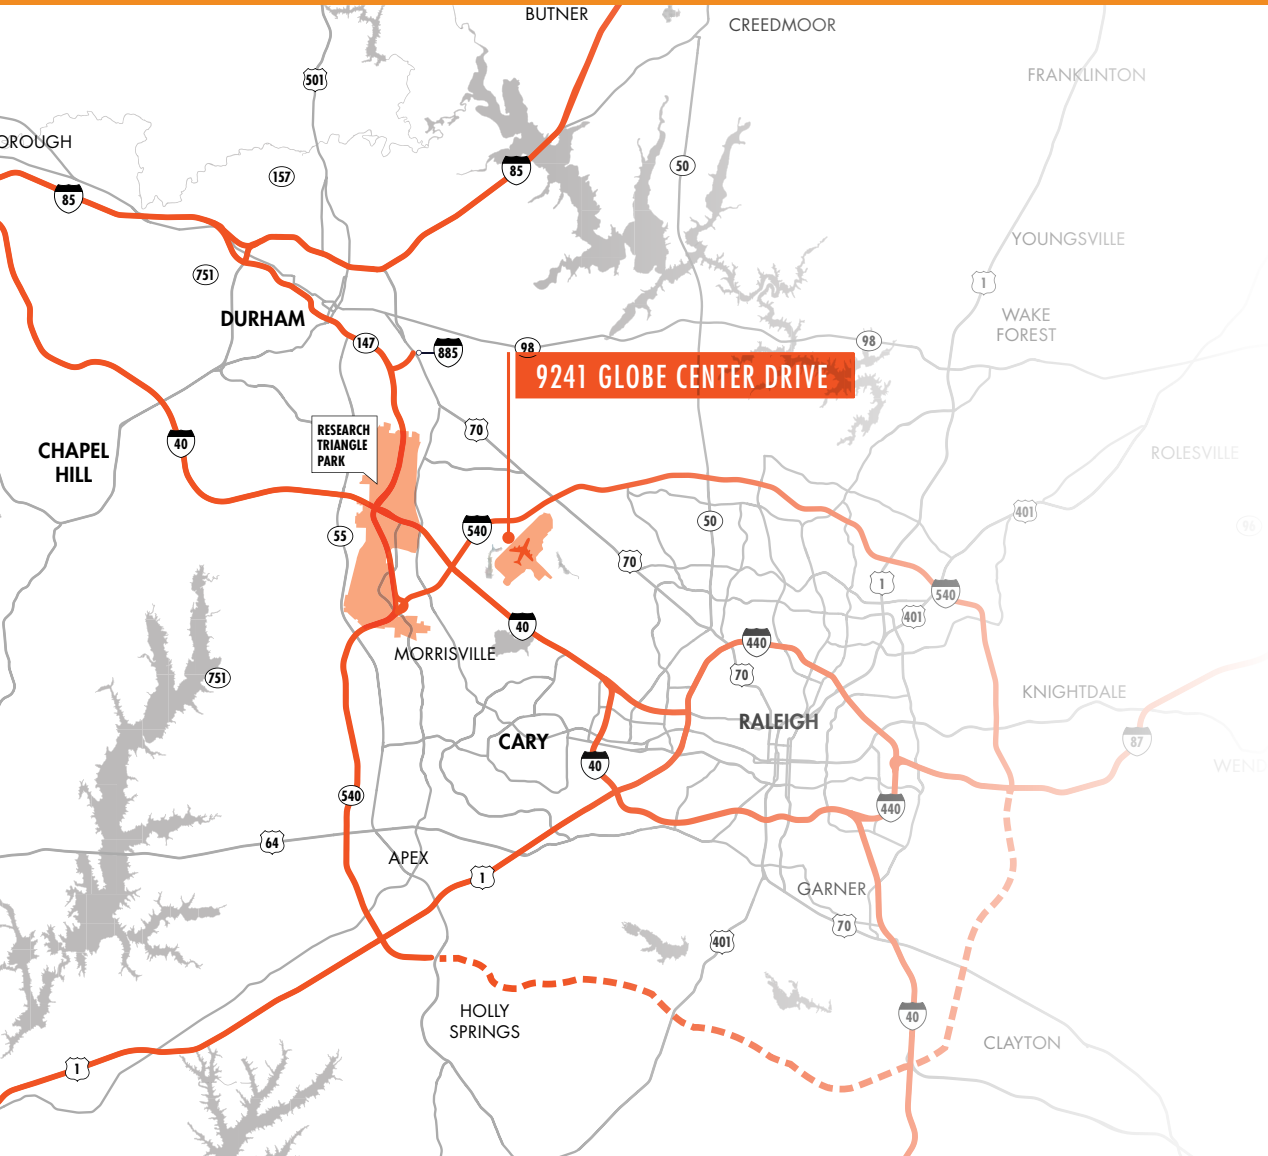 BUTNER
CREEDMOOR
FRANKLINTON
501
OROUGH
157
85
50
85
YOUNGSVILLE
751
1
WAKE
FOREST
DURHAM
147
885
98
98
9241 GLOBE CENTER DRIVE
RESEARCH
TRIANGLE
PARK
70
40
CHAPEL
HILL
ROLESVILLE
401
96
50
540
55
70
1
540
401
40
440
MORRISVILLE
70
751
KNIGHTDALE
RALEIGH
CARY
87
40
WEND
540
440
64
APEX
1
GARNER
70
401
HOLLY
SPRINGS
40
CLAYTON
1